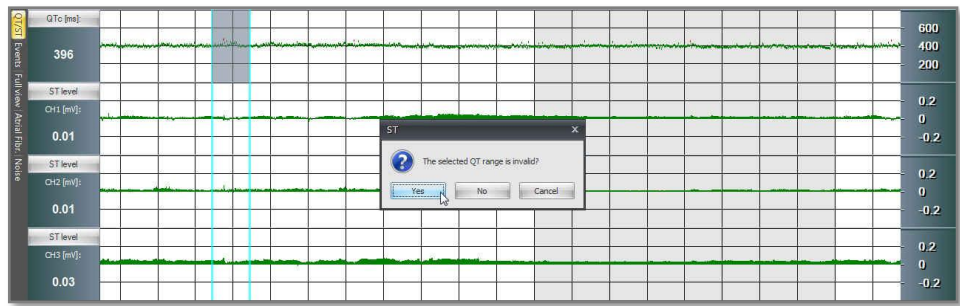 QT/ST Events Full view Atrial Fibr. Noise
QTc [ms]:
396
600
400
200
ST level
CH1 [mV]:
0.01
0.2
0
-0.2
ST level
CH2 [mV]:
0.01
0.2
0
-0.2
ST level
CH3 [mV]:
0.03
0.2
0
-0.2
ST x
The selected QT range is invalid?
Yes No Cancel